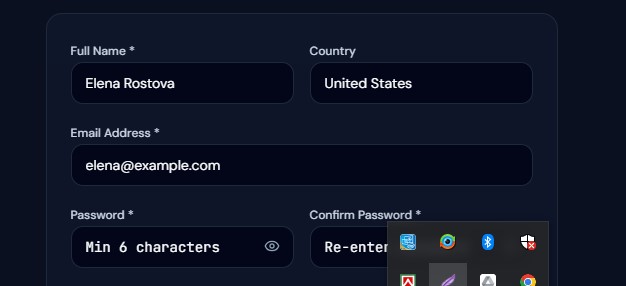 Full Name * Country
Elena Rostova United States
Email Address *
elena@example.com
Password * Confirm Password *
Min 6 characters Re-enter